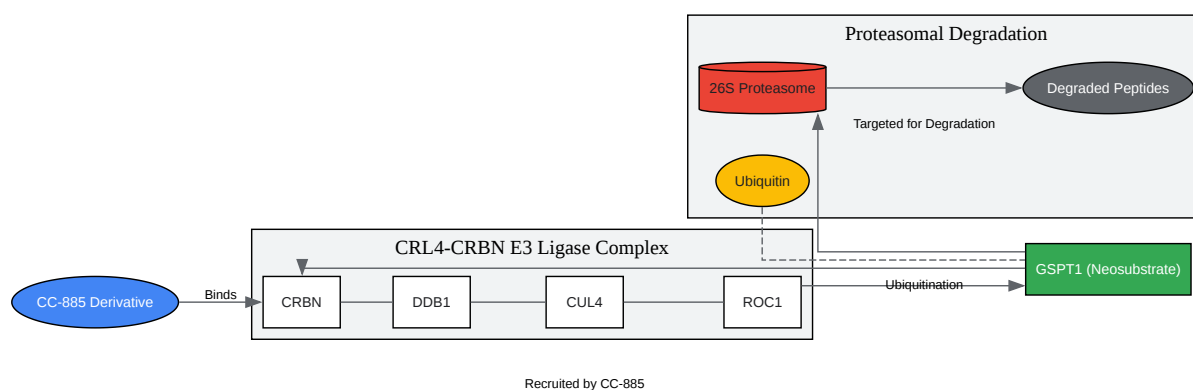 Proteasomal Degradation
26S Proteasome
Degraded Peptides
Targeted for Degradation
Ubiquitin
CRL4-CRBN E3 Ligase Complex
GSPT1 (Neosubstrate)
CC-885 Derivative
Binds
CRBN
DDB1
CUL4
ROC1
Ubiquitination
Recruited by CC-885